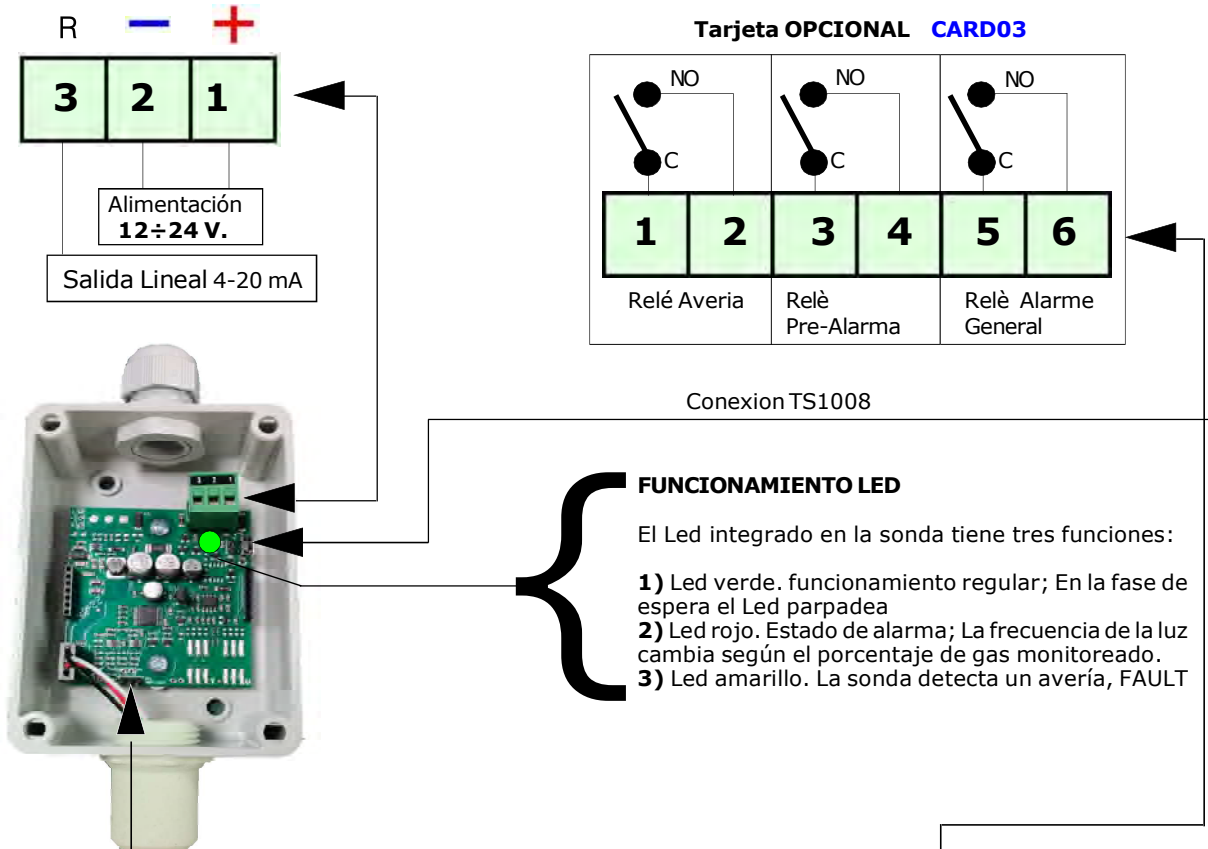 R − +
3 2 1
Alimentación
12÷24 V.
Salida Lineal 4-20 mA
Tarjeta OPCIONAL CARD03
NO NO NO
C C C
1 2 3 4 5 6
Relé Averia
Relè
Pre-Alarma
Relè Alarme
General
Conexion TS1008
FUNCIONAMIENTO LED
El Led integrado en la sonda tiene tres funciones:
1) Led verde. funcionamiento regular; En la fase de
espera el Led parpadea
2) Led rojo. Estado de alarma; La frecuencia de la luz
cambia según el porcentaje de gas monitoreado.
3) Led amarillo. La sonda detecta un avería, FAULT